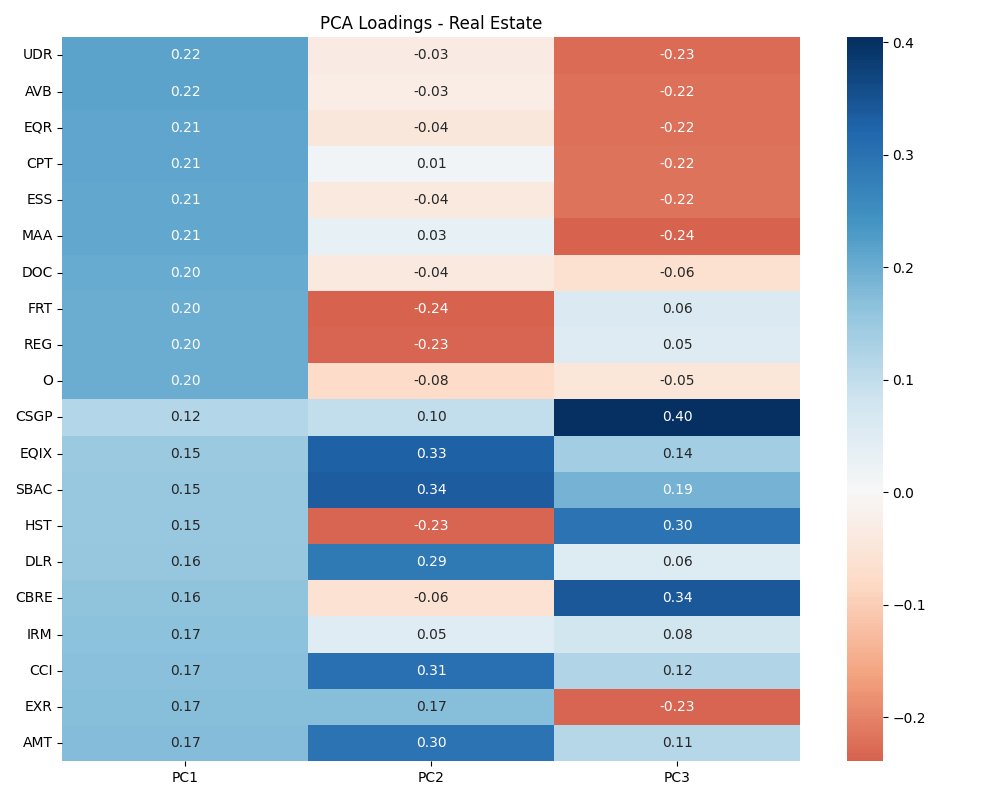 PCA Loadings - Real Estate
UDR 0.22 -0.03 -0.23
AVB 0.22 -0.03 -0.22
EQR 0.21 -0.04 -0.22
CPT 0.21 0.01 -0.22
ESS 0.21 -0.04 -0.22
MAA 0.21 0.03 -0.24
DOC 0.20 -0.04 -0.06
FRT 0.20 -0.24 0.06
REG 0.20 -0.23 0.05
O 0.20 -0.08 -0.05
CSGP 0.12 0.10 0.40
EQIX 0.15 0.33 0.14
SBAC 0.15 0.34 0.19
HST 0.15 -0.23 0.30
DLR 0.16 0.29 0.06
CBRE 0.16 -0.06 0.34
IRM 0.17 0.05 0.08
CCI 0.17 0.31 0.12
EXR 0.17 0.17 -0.23
AMT 0.17 0.30 0.11
PC1 PC2 PC3
0.4
0.3
0.2
0.1
0.0
−0.1
−0.2